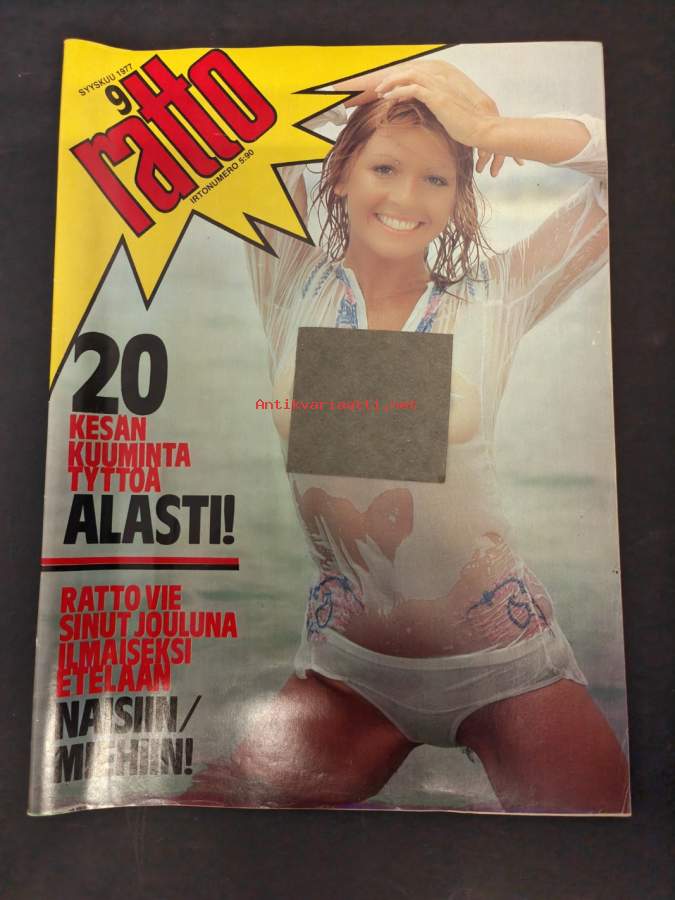 SYYSKUU 1977
9
ratto
IRTONUMERO 5:90
20
KESÄN
KUUMINTA
TYTTÖÄ
ALASTI!
RATTO VIE
SINUT JOULUNA
ILMAISEKSI
ETELÄÄN
NAISIIN/
MIEHIIN!
Antikvariaatti.net